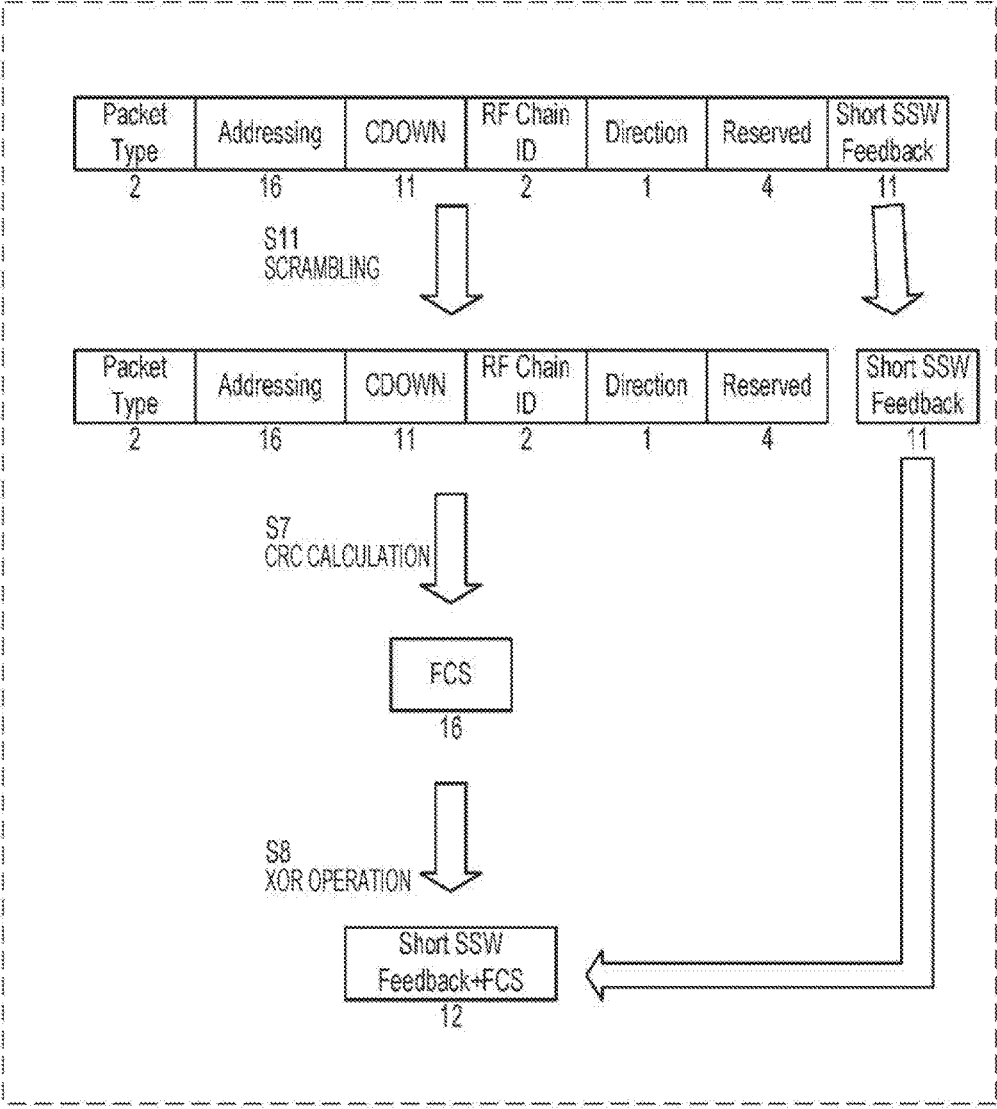 Packet Type Addressing CDOWN RF Chain ID Direction Reserved Short SSW Feedback
2 16 11 2 1 4 11
S11
SCRAMBLING
Packet Type Addressing CDOWN RF Chain ID Direction Reserved Short SSW Feedback
2 16 11 2 1 4 11
S7
CRC CALCULATION
FCS
16
S8
XOR OPERATION
Short SSW
Feedback+FCS
12